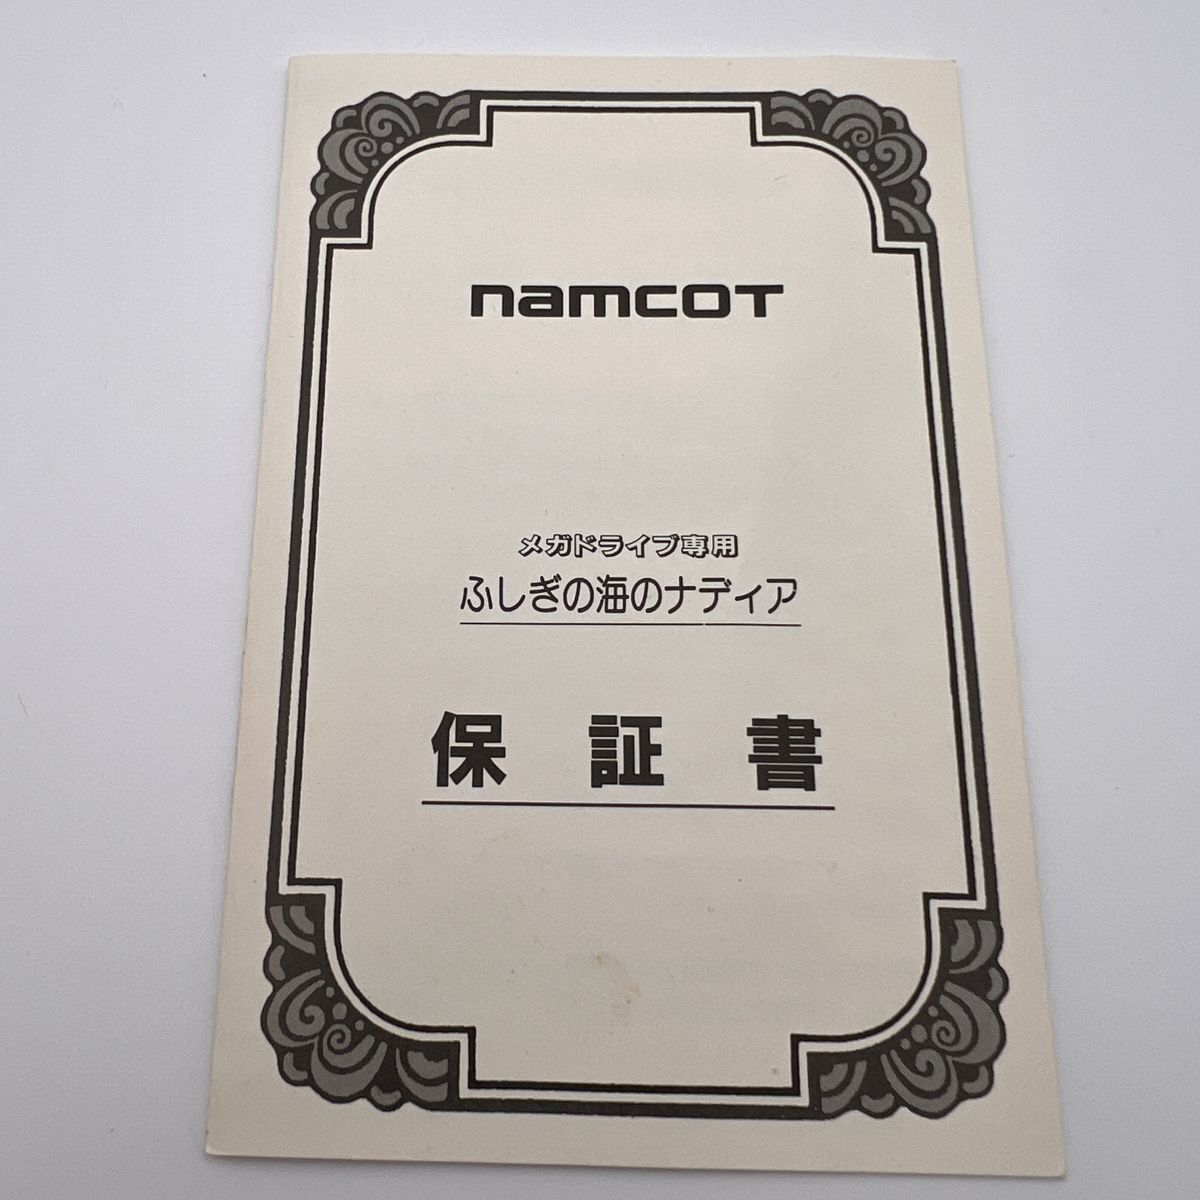 namcoT
メガドライブ専用
ふしぎの海のナディア
保証書